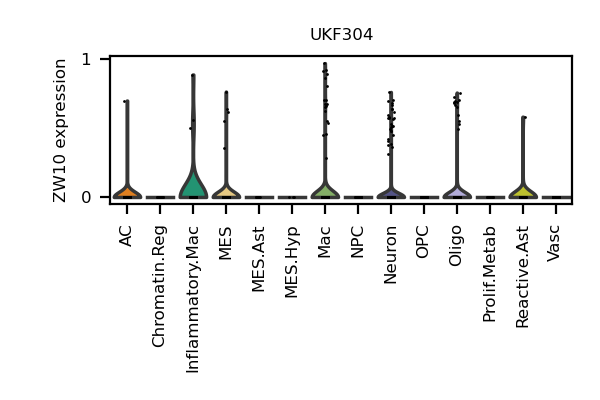 UKF304
ZW10 expression
1
0
AC
Chromatin.Reg
Inflammatory.Mac
MES
MES.Ast
MES.Hyp
Mac
NPC
Neuron
OPC
Oligo
Prolif.Metab
Reactive.Ast
Vasc